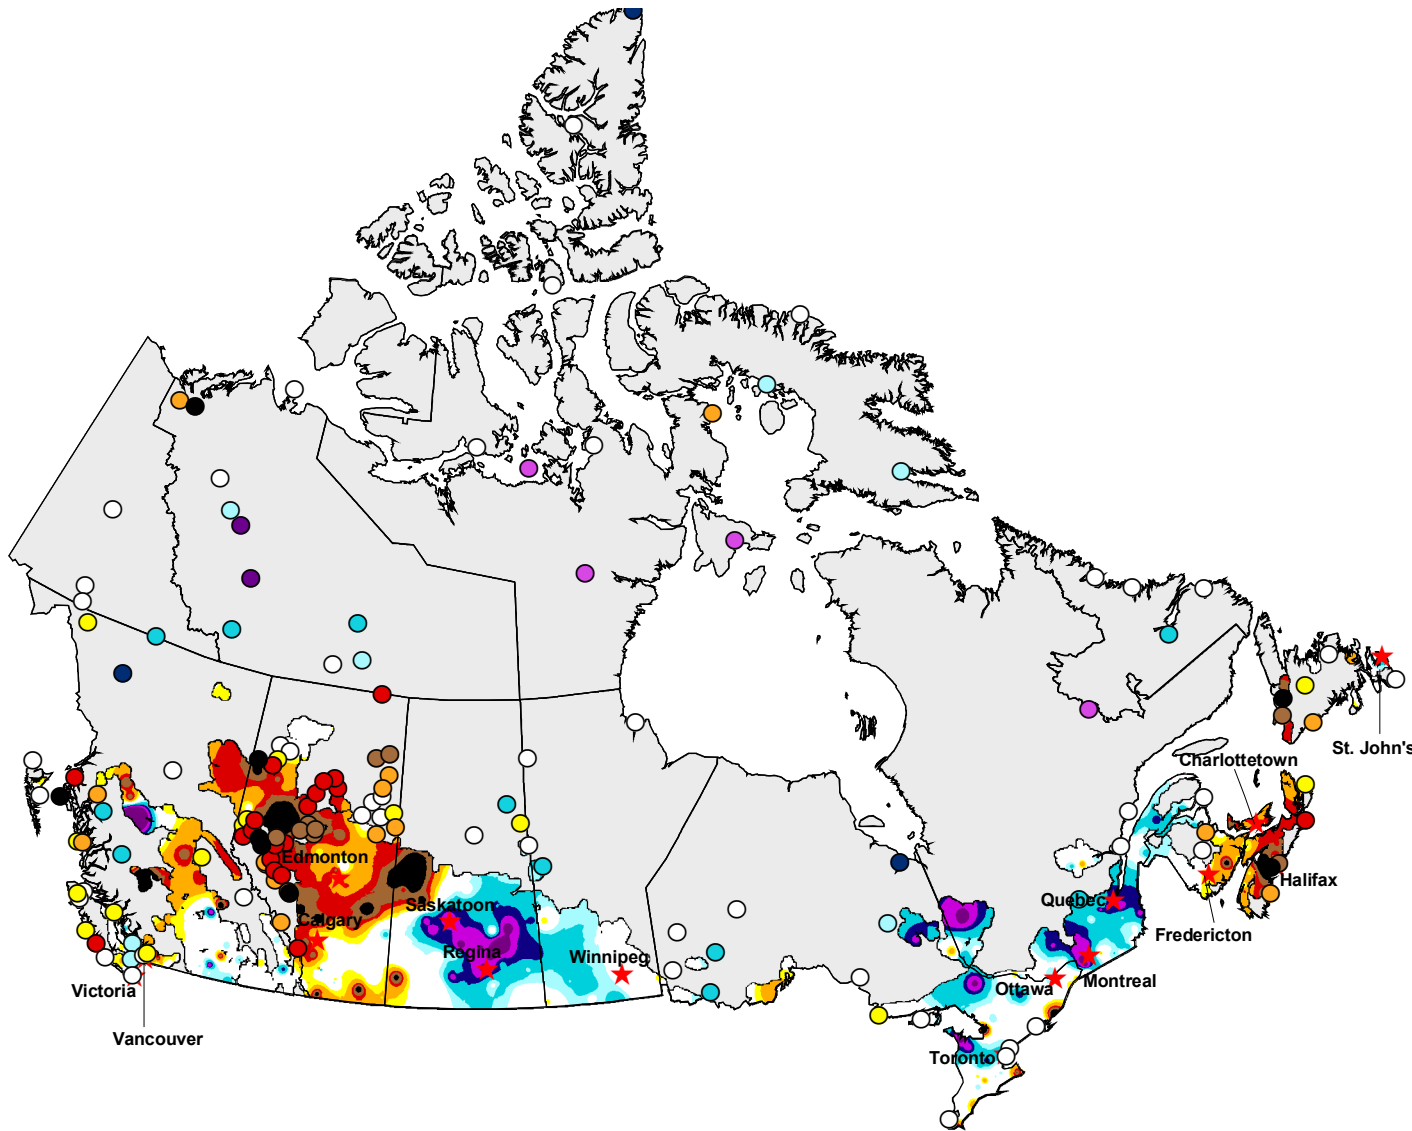 St. John's
Charlottetown
Edmonton
Halifax
Quebec
Saskatoon
Calgary
Fredericton
Regina
Winnipeg
Montreal
Ottawa
Victoria
Vancouver
Toronto